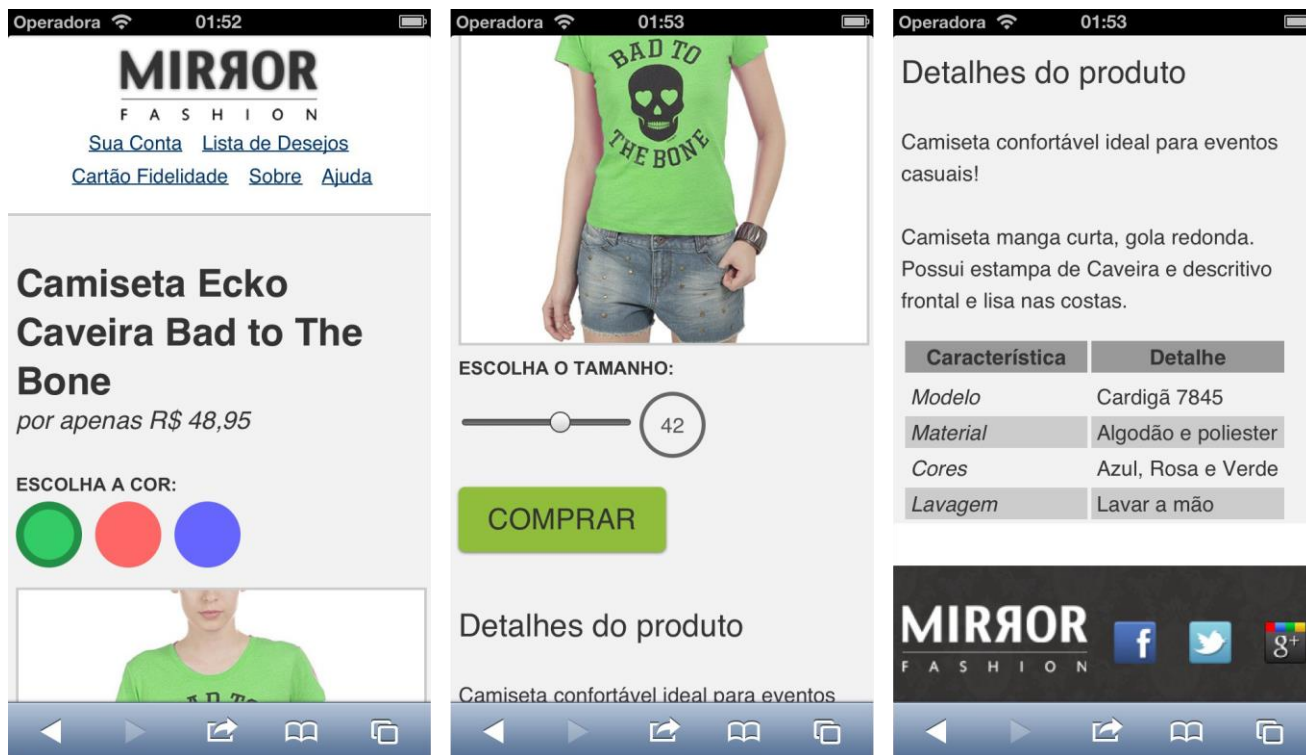 Operadora 01:52
MIRЯOR
FASHION
Sua Conta Lista de Desejos
Cartão Fidelidade Sobre Ajuda
Camiseta Ecko
Caveira Bad to The
Bone
por apenas R$ 48,95
ESCOLHA A COR:
Operadora 01:53
BAD TO
THE BONE
ESCOLHA O TAMANHO:
42
COMPRAR
Detalhes do produto
Camiseta confortável ideal para eventos
Operadora 01:53
Detalhes do produto
Camiseta confortável ideal para eventos
casuais!
Camiseta manga curta, gola redonda.
Possui estampa de Caveira e descritivo
frontal e lisa nas costas.
Característica Detalhe
Modelo Cardigã 7845
Material Algodão e poliester
Cores Azul, Rosa e Verde
Lavagem Lavar a mão
MIRЯOR
FASHION
f
g+